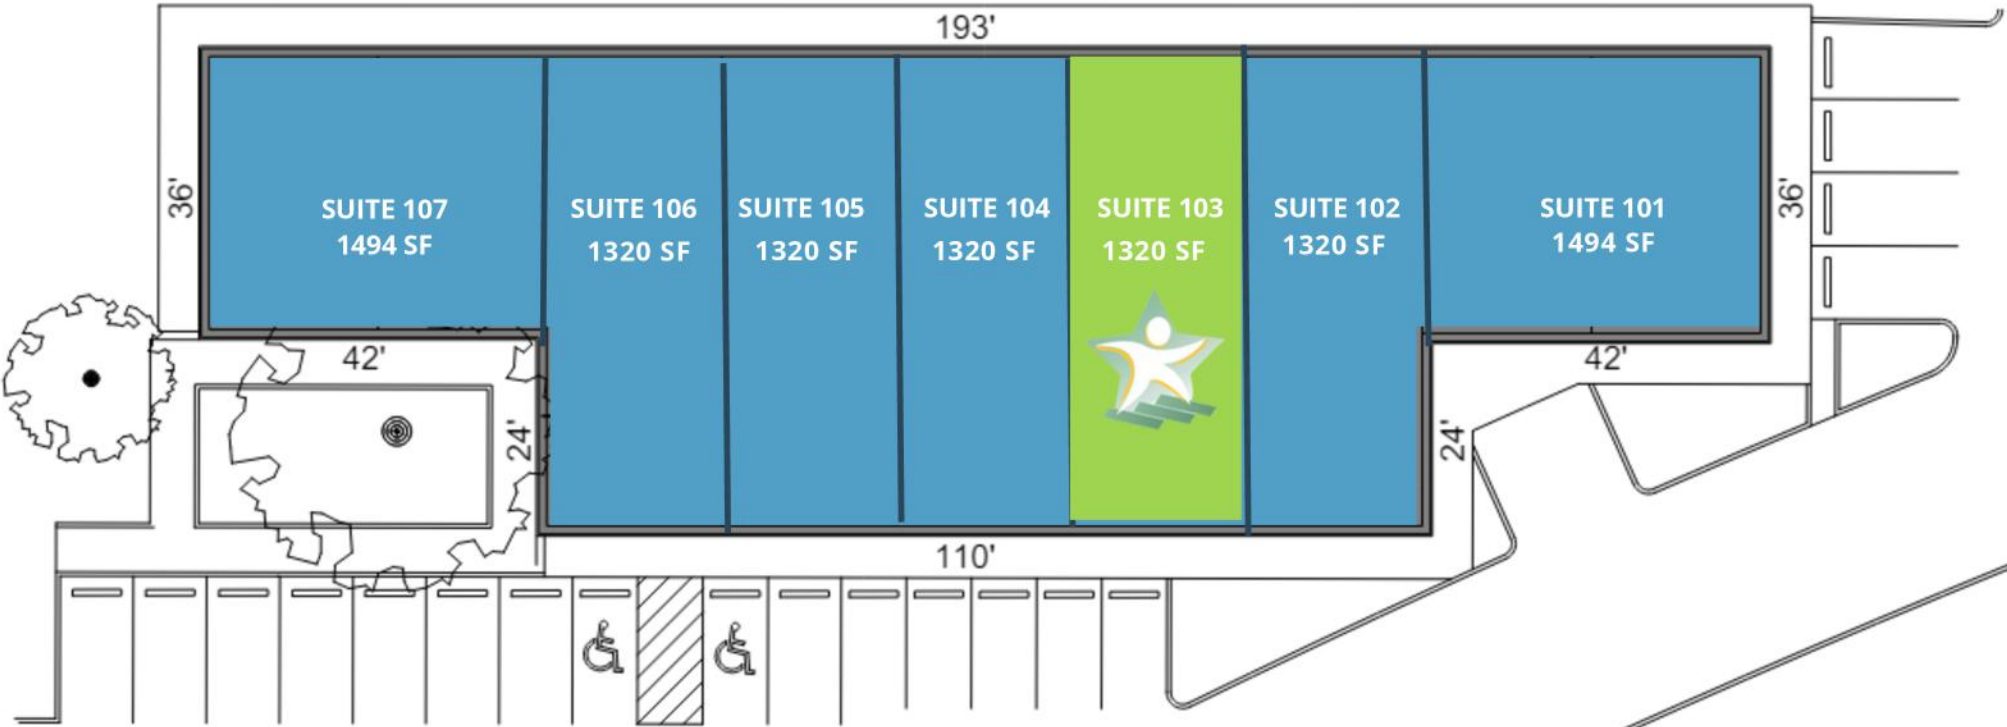 193'
36'
SUITE 107
1494 SF
SUITE 106
1320 SF
SUITE 105
1320 SF
SUITE 104
1320 SF
SUITE 103
1320 SF
SUITE 102
1320 SF
SUITE 101
1494 SF
36'
42'
42'
24'
24'
110'